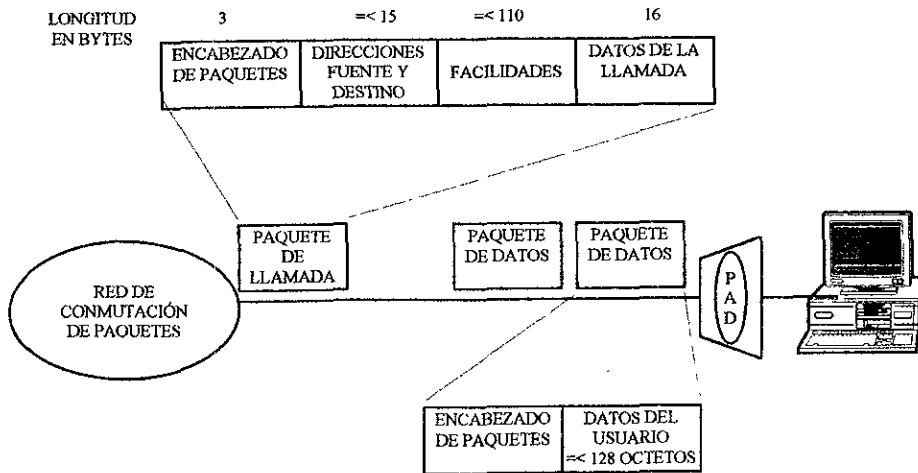 LONGITUD
EN BYTES
3
=< 15
=< 110
16
ENCABEZADO
DE PAQUETES
DIRECCIONES
FUENTE Y
DESTINO
FACILIDADES
DATOS DE LA
LLAMADA
PAQUETE
DE
LLAMADA
PAQUETE
DE DATOS
PAQUETE
DE DATOS
RED DE
CONMUTACIÓN
DE PAQUETES
P
A
D
ENCABEZADO
DE PAQUETES
DATOS DEL
USUARIO
=< 128 OCTETOS